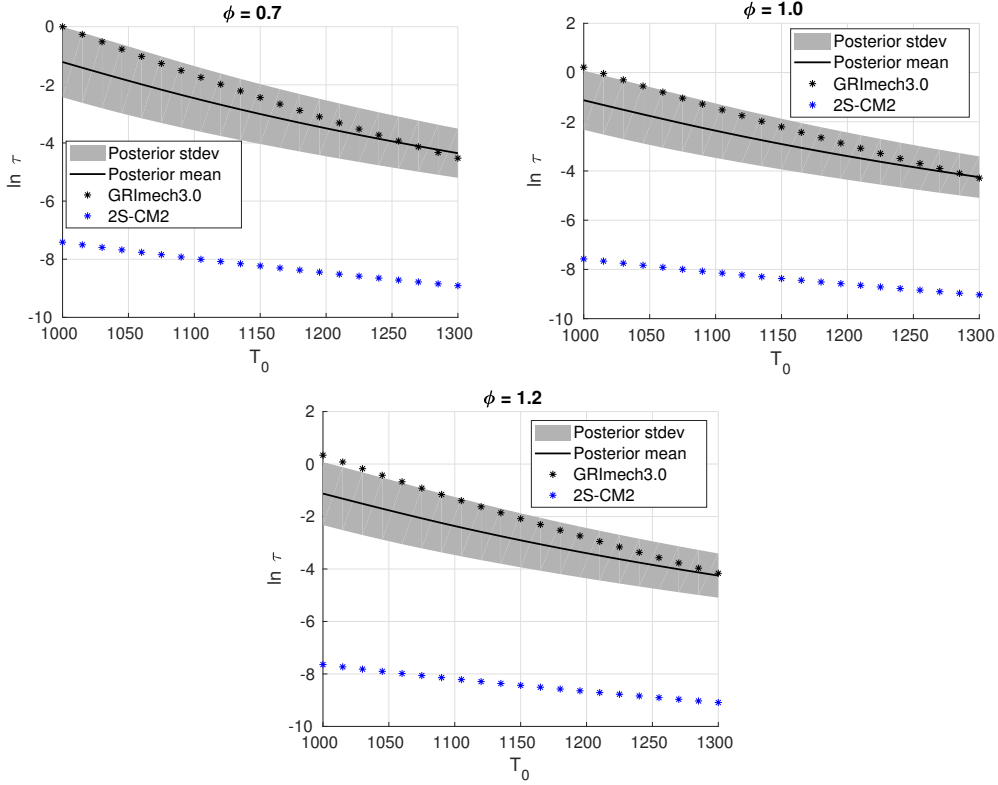 ϕ = 0.7
0
-2
-4
-6
-8
-10
ln τ
Posterior stdev
Posterior mean
GRImech3.0
2S-CM2
1000 1050 1100 1150 1200 1250 1300
T0
ϕ = 1.0
2
0
-2
-4
-6
-8
-10
ln τ
Posterior stdev
Posterior mean
GRImech3.0
2S-CM2
1000 1050 1100 1150 1200 1250 1300
T0
ϕ = 1.2
2
0
-2
-4
-6
-8
-10
ln τ
Posterior stdev
Posterior mean
GRImech3.0
2S-CM2
1000 1050 1100 1150 1200 1250 1300
T0